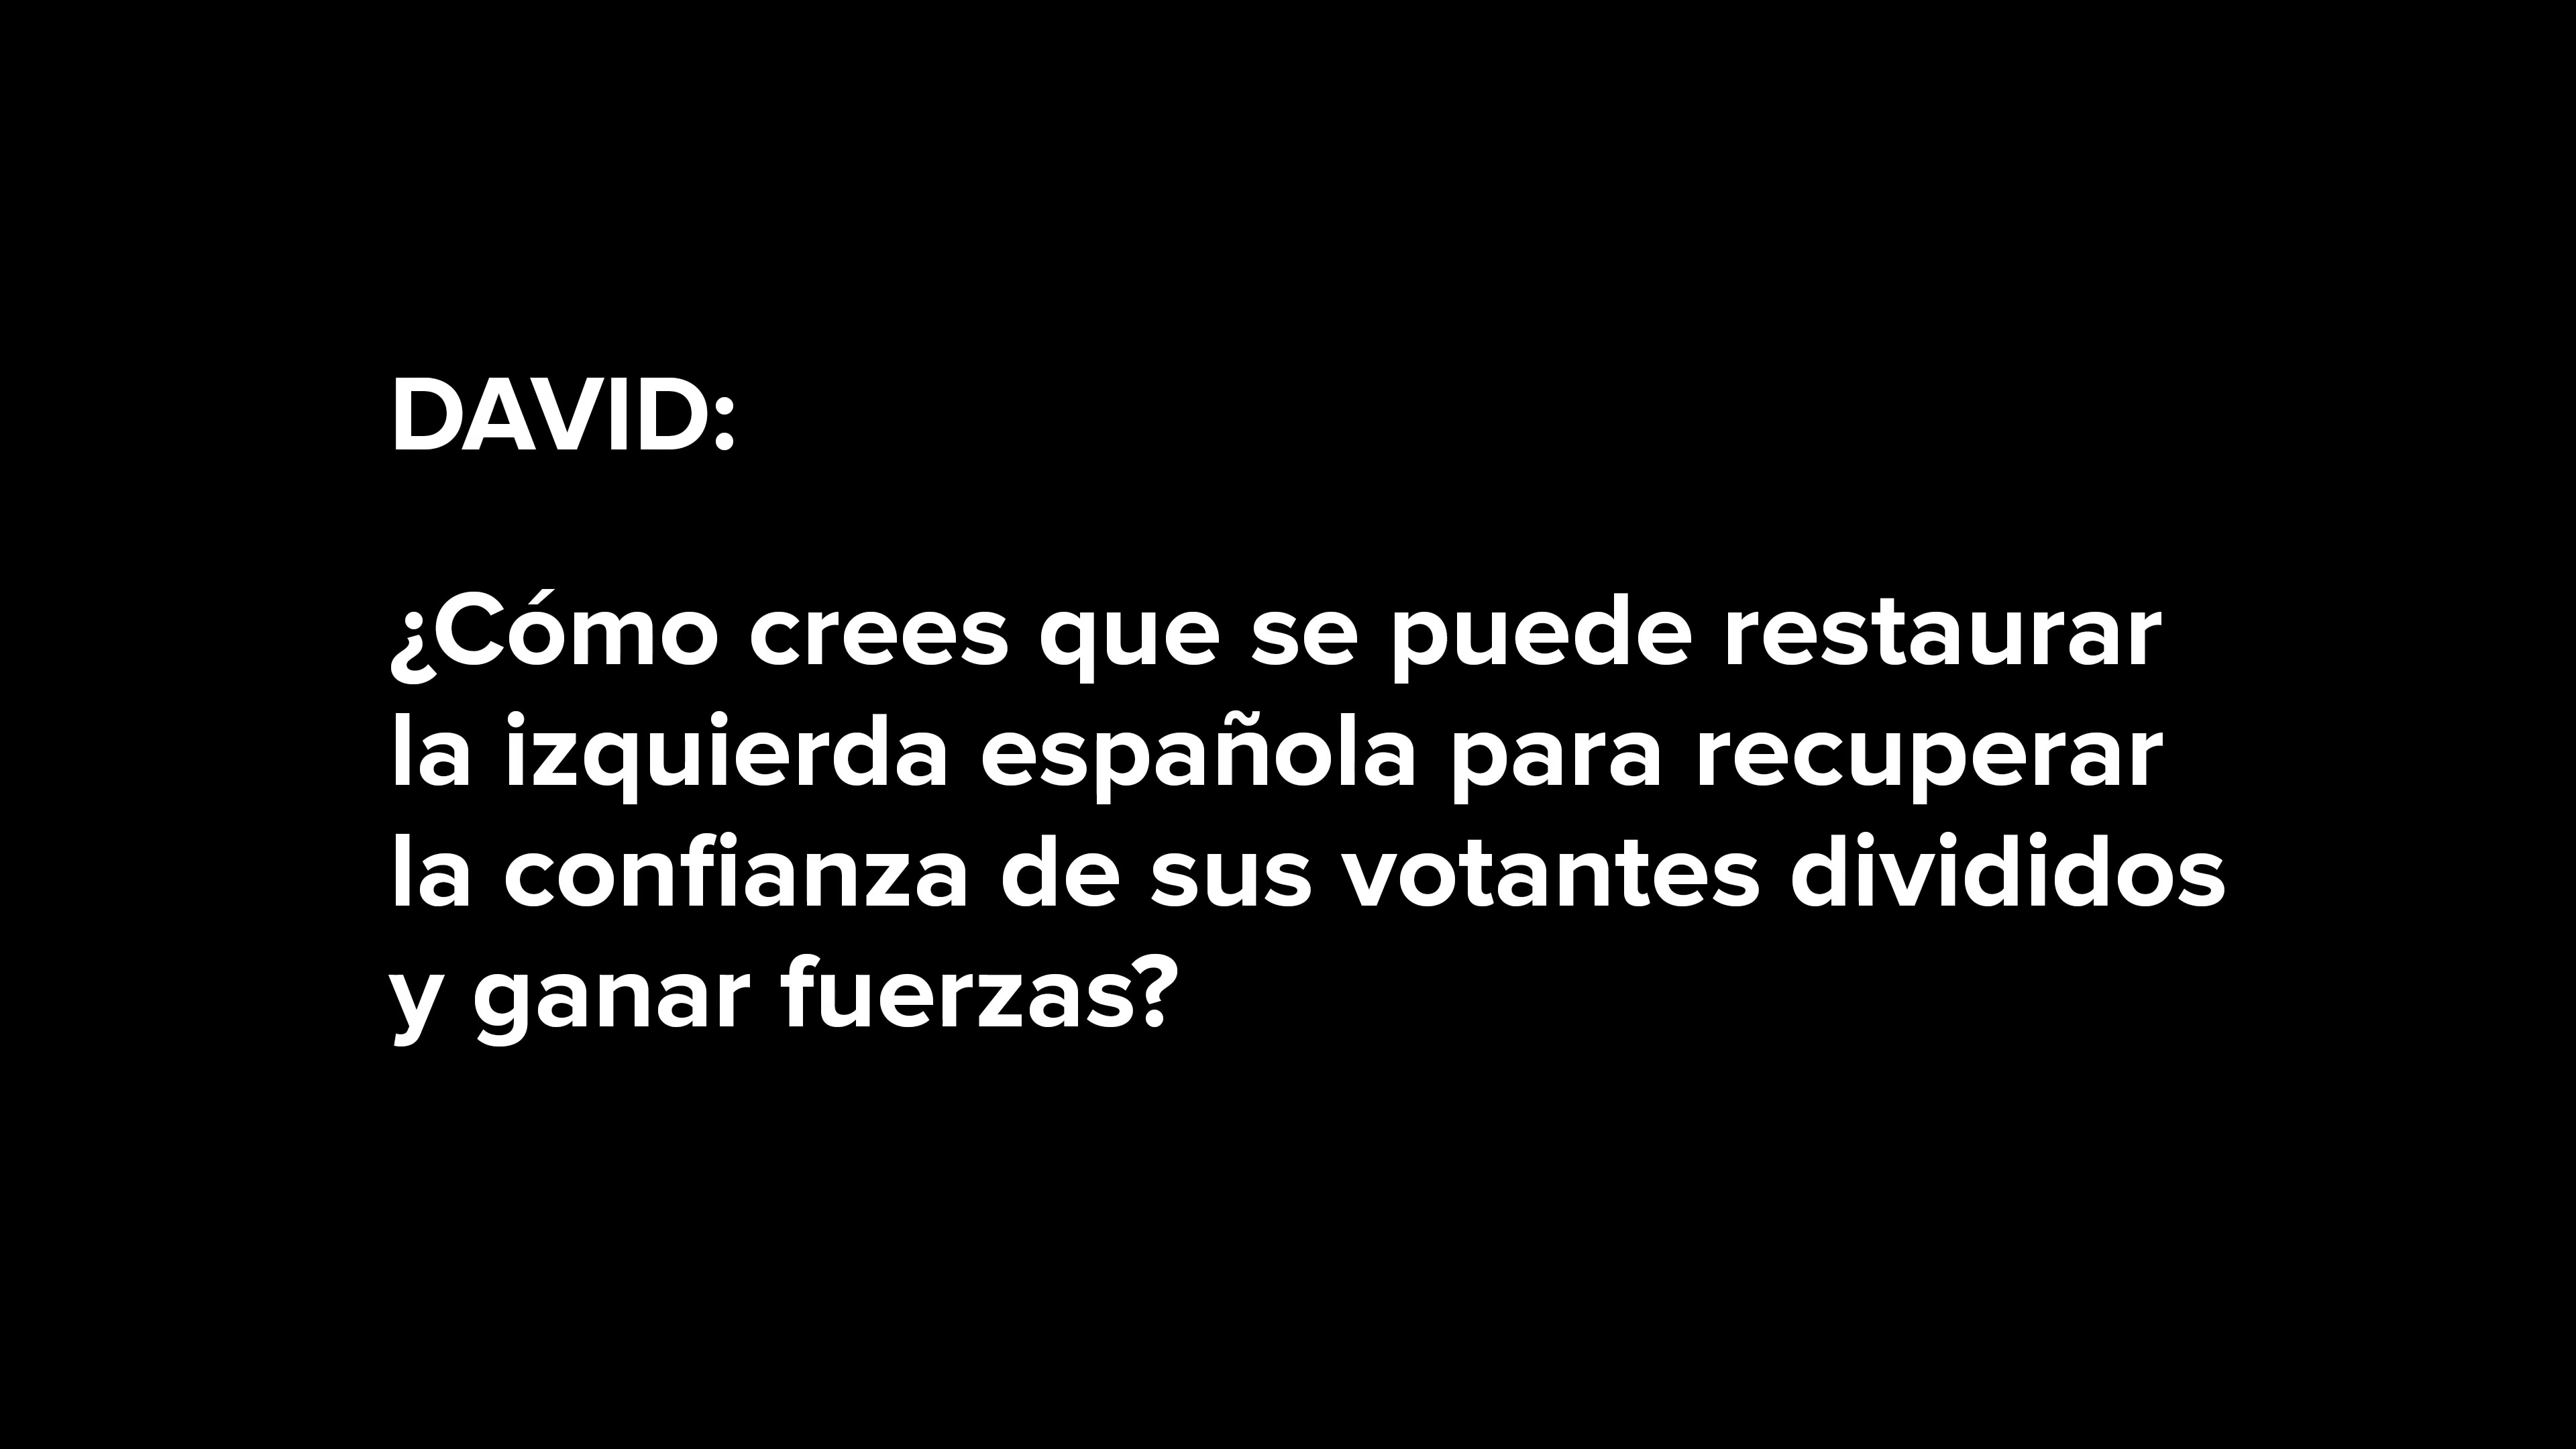 DAVID:
¿Cómo crees que se puede restaurar
la izquierda española para recuperar
la confianza de sus votantes divididos
y ganar fuerzas?